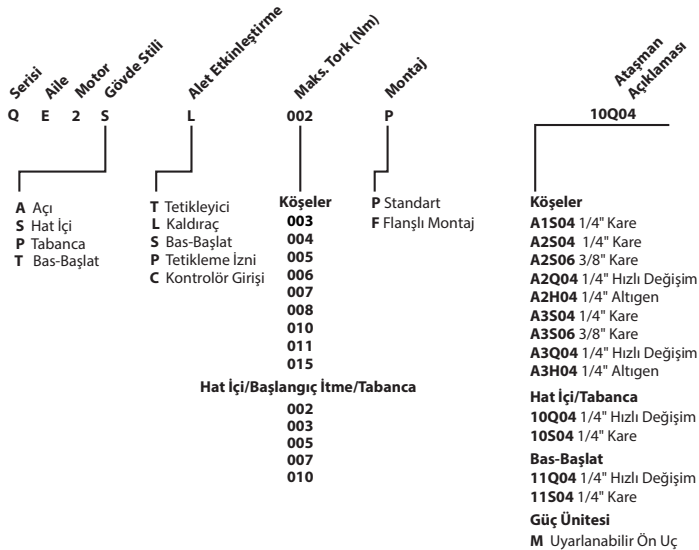 Serisi
Aile
Motor
Gövde Stili
Alet Etkinleştirme
Maks. Tork (Nm)
Montaj
Ataşman
Açıklaması
Q E 2 S L 002 P 10Q04
A Açı
S Hat İçi
P Tabanca
T Bas-Başlat
T Tetikleyici
L Kaldıraç
S Bas-Başlat
P Tetikleme İzni
C Kontrolör Girişi
Köşeler
003
004
005
006
007
008
010
011
015
Hat İçi/Başlangıç İtme/Tabanca
002
003
005
007
010
P Standart
F Flanşlı Montaj
Köşeler
A1S04 1/4" Kare
A2S04 1/4" Kare
A2S06 3/8" Kare
A2Q04 1/4" Hızlı Değişim
A2H04 1/4" Altıgen
A3S04 1/4" Kare
A3S06 3/8" Kare
A3Q04 1/4" Hızlı Değişim
A3H04 1/4" Altıgen
Hat İçi/Tabanca
10Q04 1/4" Hızlı Değişim
10S04 1/4" Kare
Bas-Başlat
11Q04 1/4" Hızlı Değişim
11S04 1/4" Kare
Güç Ünitesi
M Uyarlanabilir Ön Uç